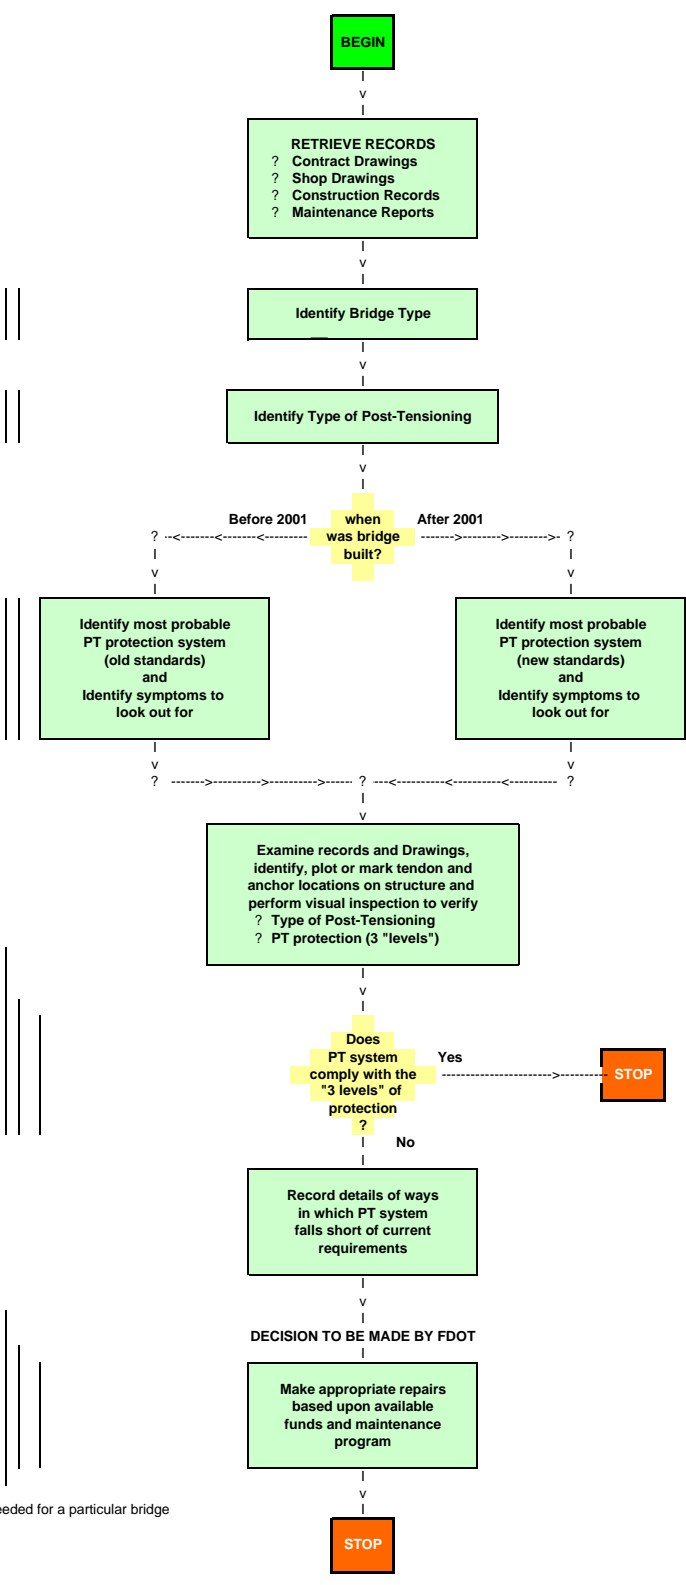 BEGIN
RETRIEVE RECORDS
? Contract Drawings
? Shop Drawings
? Construction Records
? Maintenance Reports
Identify Bridge Type
Identify Type of Post-Tensioning
Before 2001
when
was bridge
built?
After 2001
?
?
Identify most probable
PT protection system
(old standards)
and
Identify symptoms to
look out for
Identify most probable
PT protection system
(new standards)
and
Identify symptoms to
look out for
?
?
?
Examine records and Drawings,
identify, plot or mark tendon and
anchor locations on structure and
perform visual inspection to verify
? Type of Post-Tensioning
? PT protection (3 "levels")
Does
PT system
comply with the
"3 levels" of
protection
?
Yes
STOP
No
Record details of ways
in which PT system
falls short of current
requirements
DECISION TO BE MADE BY FDOT
Make appropriate repairs
based upon available
funds and maintenance
program
eeded for a particular bridge
STOP